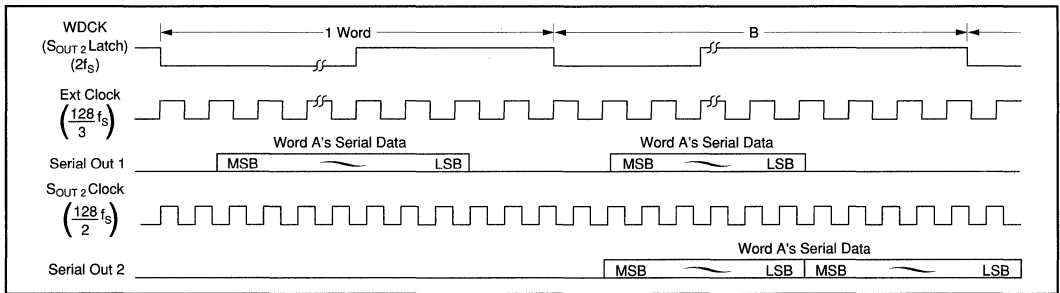 WDCK
(SOUT 2 Latch)
(2fS)
1 Word
B
Ext Clock
(128/3 fS)
Word A's Serial Data
Word A's Serial Data
Serial Out 1
MSB
LSB
MSB
LSB
SOUT 2 Clock
(128/2 fS)
Word A's Serial Data
Serial Out 2
MSB
LSB
MSB
LSB